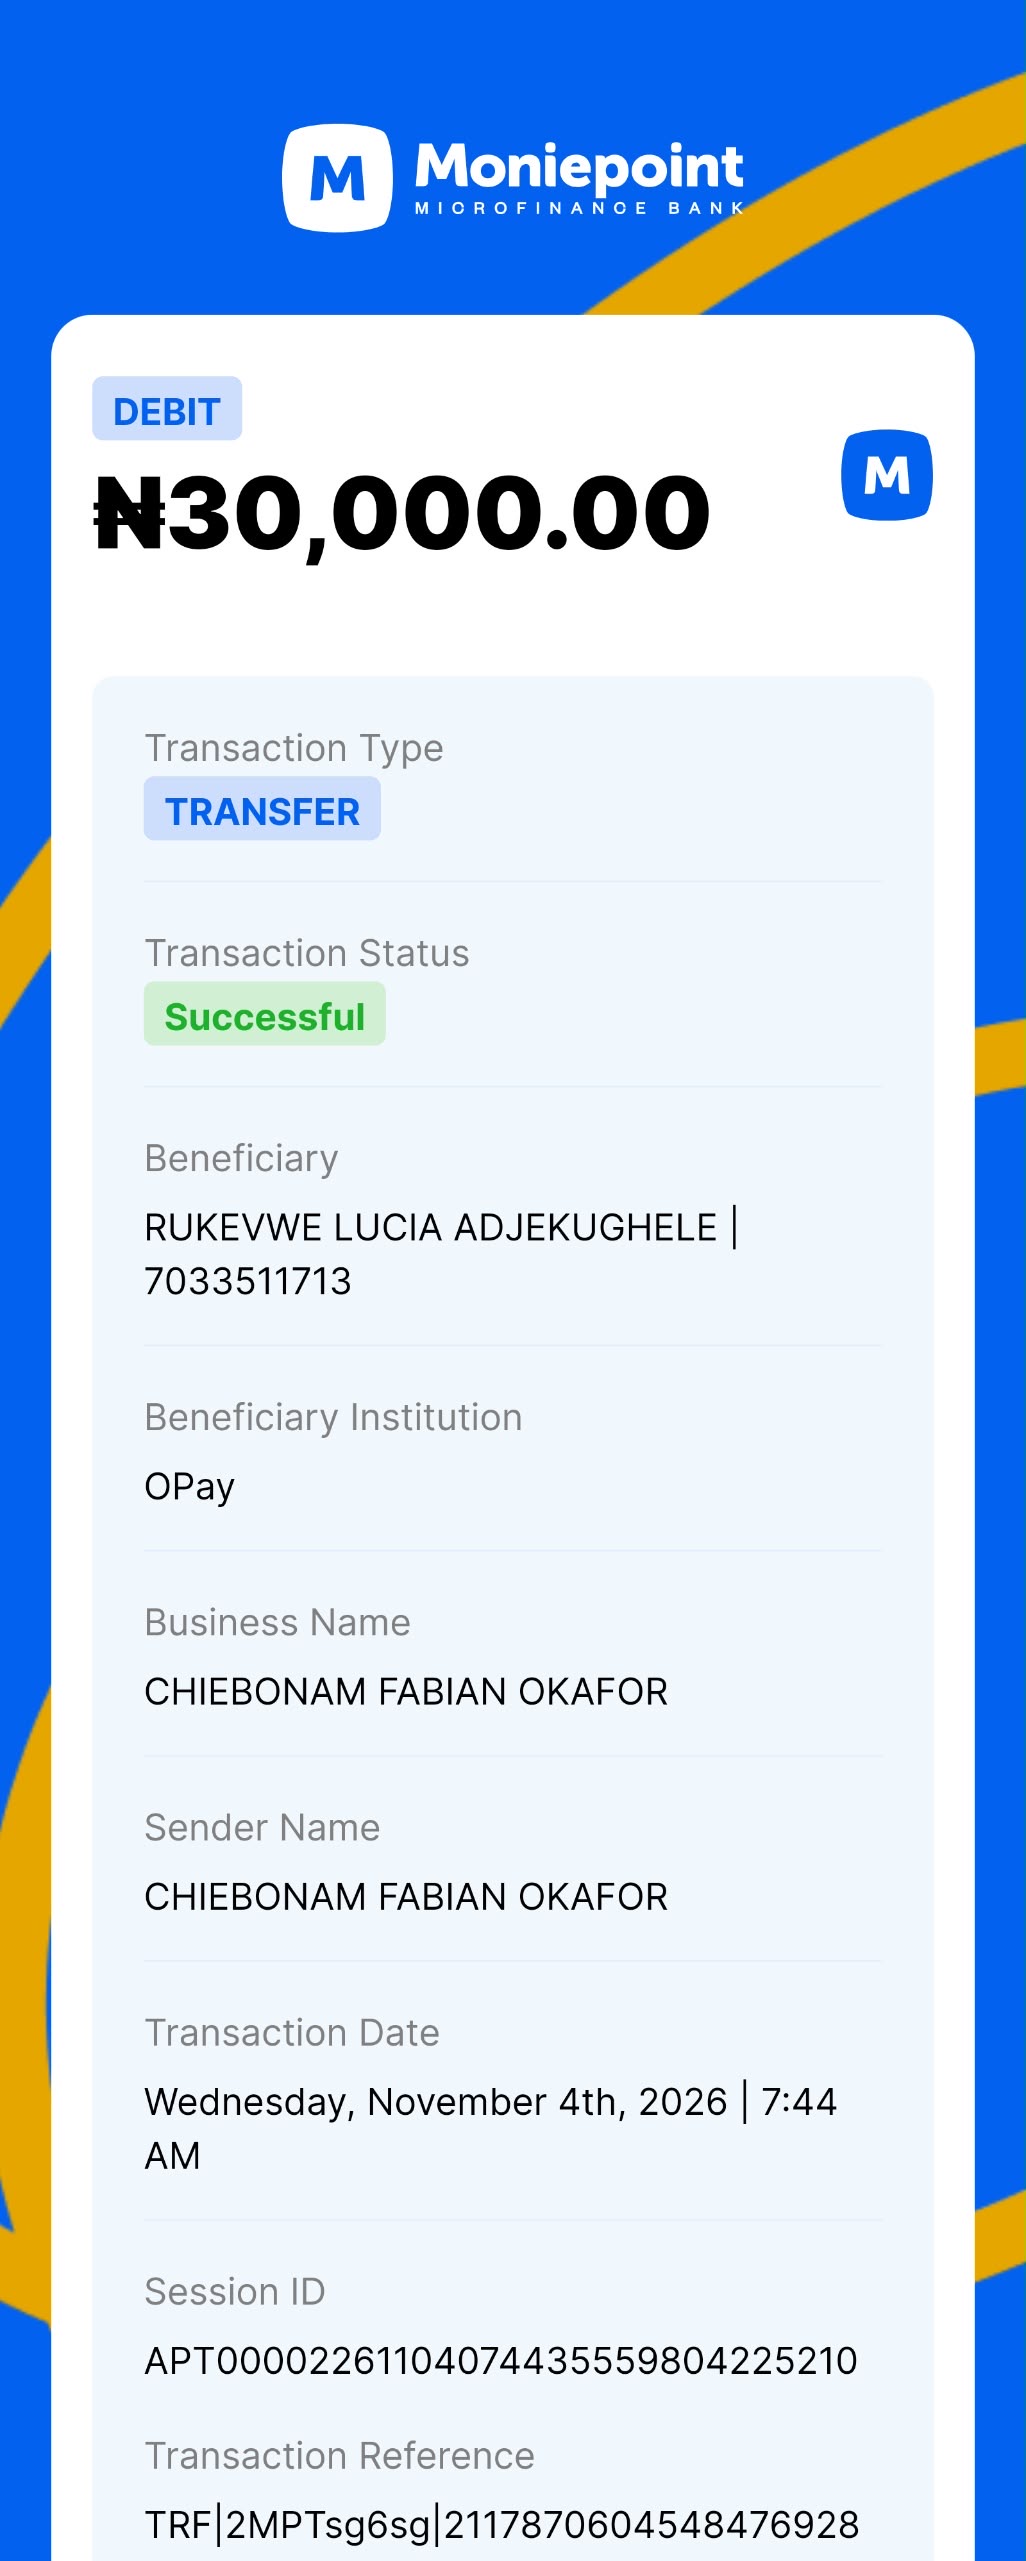 M Moniepoint
MICROFINANCE BANK
DEBIT
₦30,000.00
M
Transaction Type
TRANSFER
Transaction Status
Successful
Beneficiary
RUKEVWE LUCIA ADJEKUGHELE |
7033511713
Beneficiary Institution
OPay
Business Name
CHIEBONAM FABIAN OKAFOR
Sender Name
CHIEBONAM FABIAN OKAFOR
Transaction Date
Wednesday, November 4th, 2026 | 7:44
AM
Session ID
APT00002261104074435559804225210
Transaction Reference
TRF|2MPTsg6sg|2117870604548476928